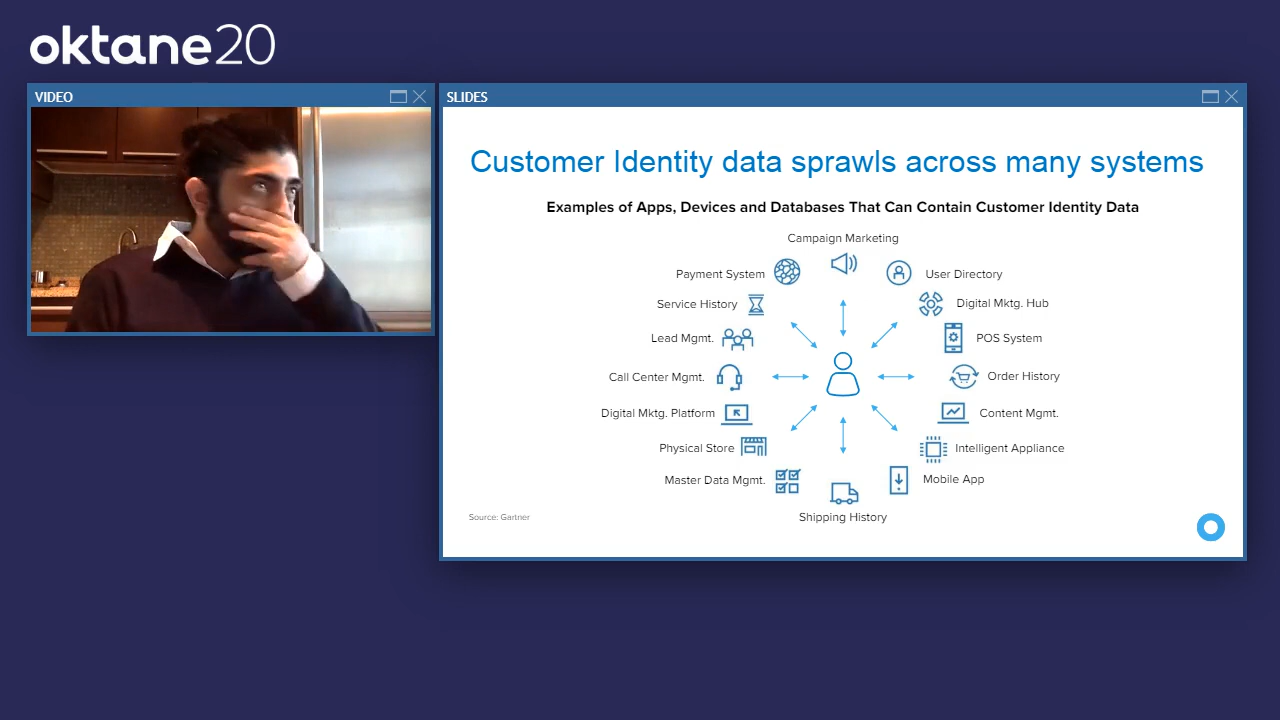 oktane20
VIDEO
SLIDES
Customer Identity data sprawls across many systems
Examples of Apps, Devices and Databases That Can Contain Customer Identity Data
Campaign Marketing
Payment System
User Directory
Service History
Digital Mktg. Hub
Lead Mgmt.
POS System
Call Center Mgmt.
Order History
Digital Mktg. Platform
Content Mgmt.
Physical Store
Intelligent Appliance
Master Data Mgmt.
Mobile App
Shipping History
Source: Gartner